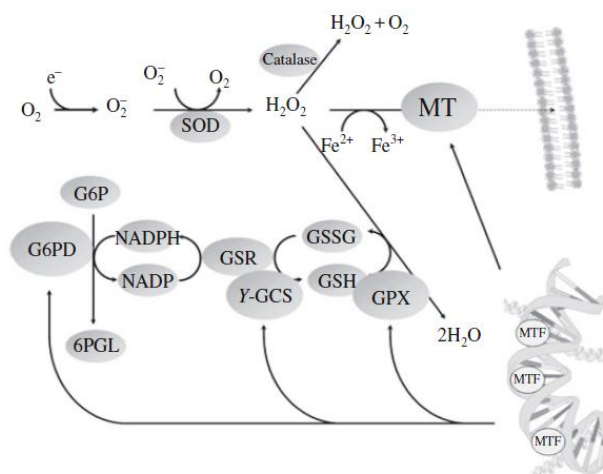 H₂O₂ + O₂
Catalase
e⁻
O₂⁻
O₂
O₂
O₂⁻
SOD
H₂O₂
MT
Fe²⁺
Fe³⁺
G6P
G6PD
NADPH
NADP
GSR
GSSG
Y-GCS
GSH
GPX
6PGL
2H₂O
MTF
MTF
MTF